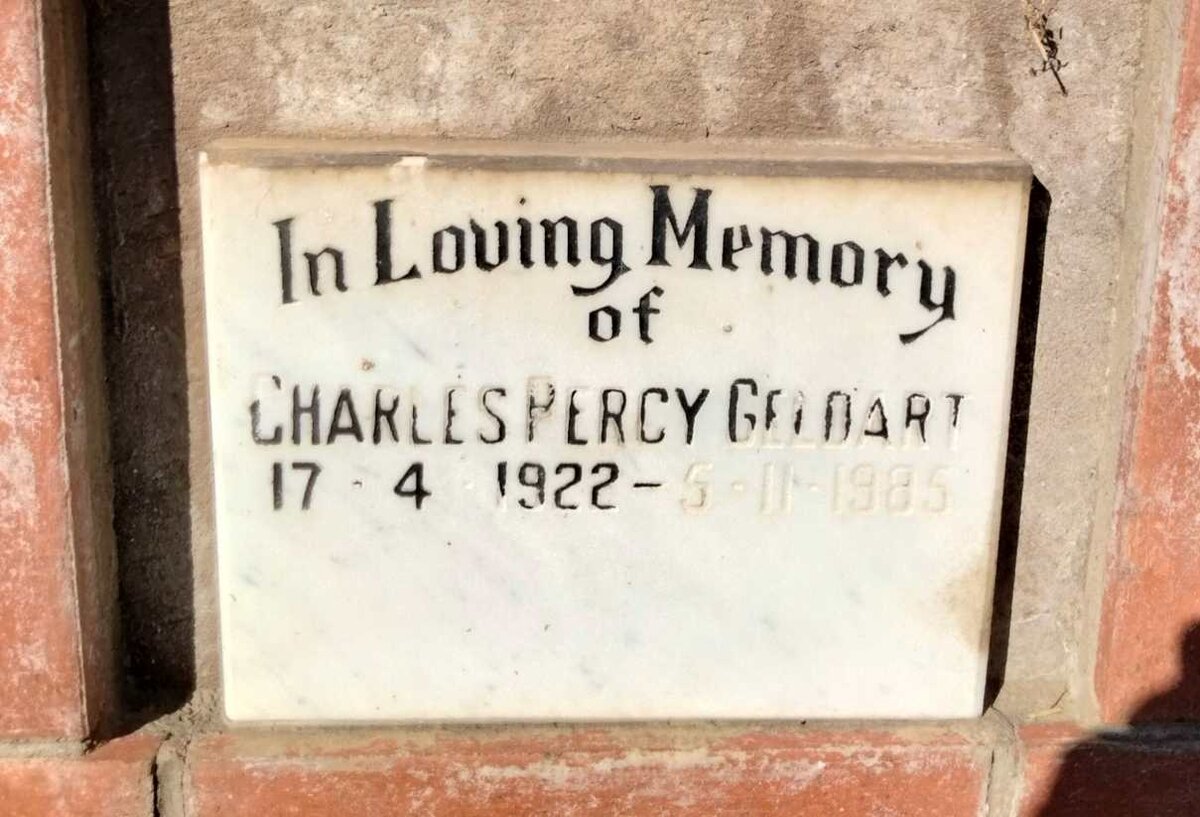 In Loving Memory
of
CHARLES PERCY GELDART
17 · 4 · 1922 – 5 · 11 · 1985